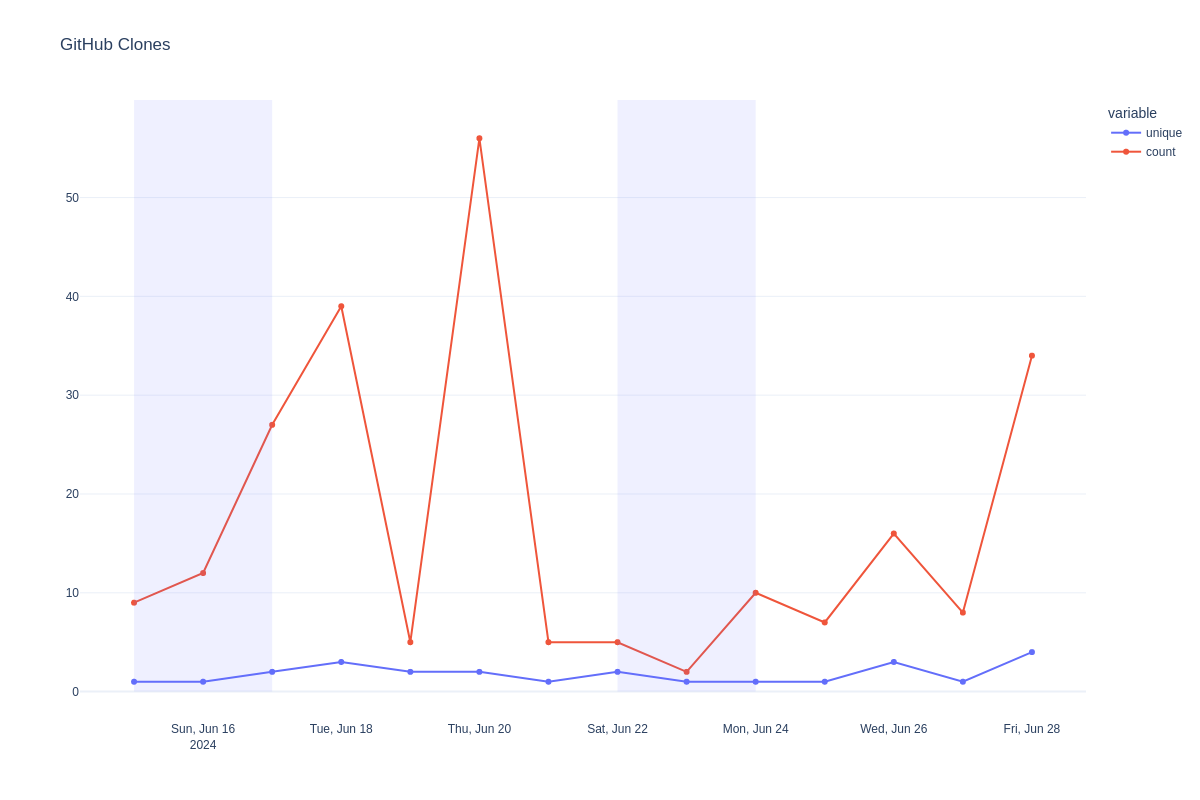 GitHub Clones
variable
unique
count
50
40
30
20
10
0
Sun, Jun 16
2024
Tue, Jun 18
Thu, Jun 20
Sat, Jun 22
Mon, Jun 24
Wed, Jun 26
Fri, Jun 28